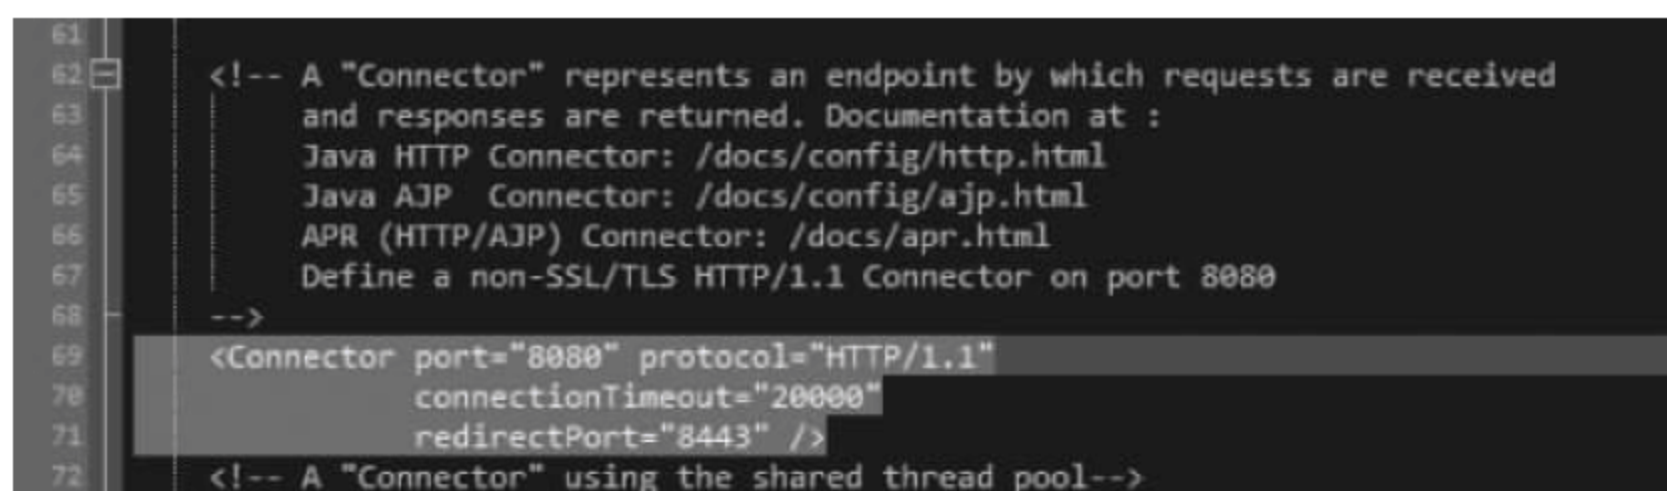 61
62 <!-- A "Connector" represents an endpoint by which requests are received
63 and responses are returned. Documentation at :
64 Java HTTP Connector: /docs/config/http.html
65 Java AJP  Connector: /docs/config/ajp.html
66 APR (HTTP/AJP) Connector: /docs/apr.html
67 Define a non-SSL/TLS HTTP/1.1 Connector on port 8080
68 -->
69 <Connector port="8080" protocol="HTTP/1.1"
70 connectionTimeout="20000"
71 redirectPort="8443" />
72 <!-- A "Connector" using the shared thread pool-->